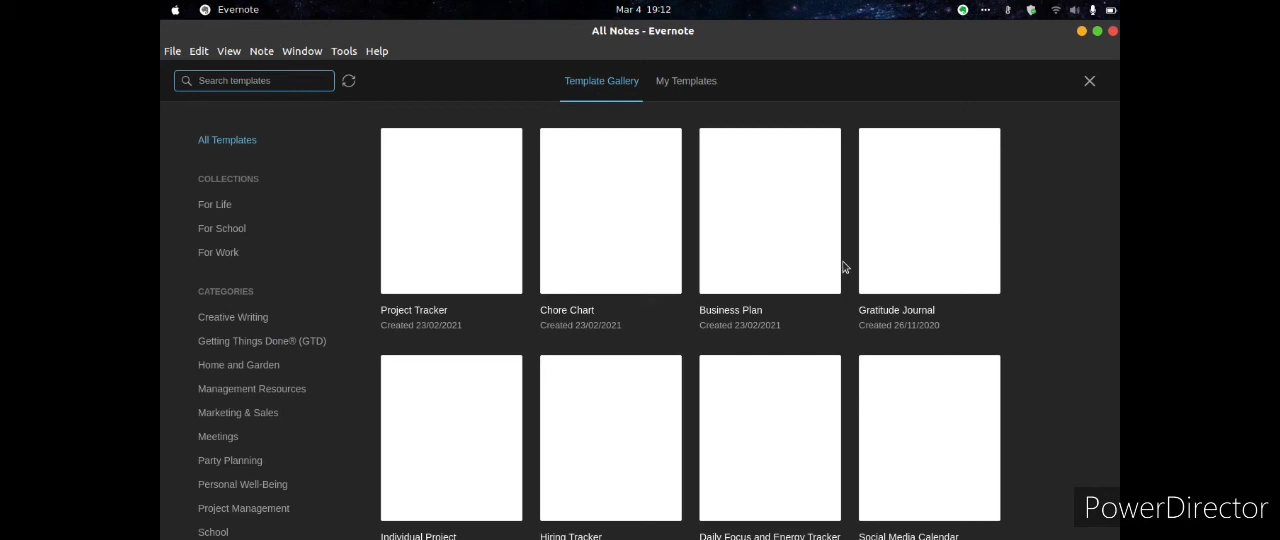 Evernote
Mar 4 19:12
All Notes - Evernote
File Edit View Note Window Tools Help
Search templates
Template Gallery
My Templates
All Templates
COLLECTIONS
For Life
For School
For Work
CATEGORIES
Creative Writing
Getting Things Done® (GTD)
Home and Garden
Management Resources
Marketing & Sales
Meetings
Party Planning
Personal Well-Being
Project Management
School
Project Tracker
Created 23/02/2021
Chore Chart
Created 23/02/2021
Business Plan
Created 23/02/2021
Gratitude Journal
Created 26/11/2020
Individual Project
Hiring Tracker
Daily Focus and Energy Tracker
Social Media Calendar
PowerDirector